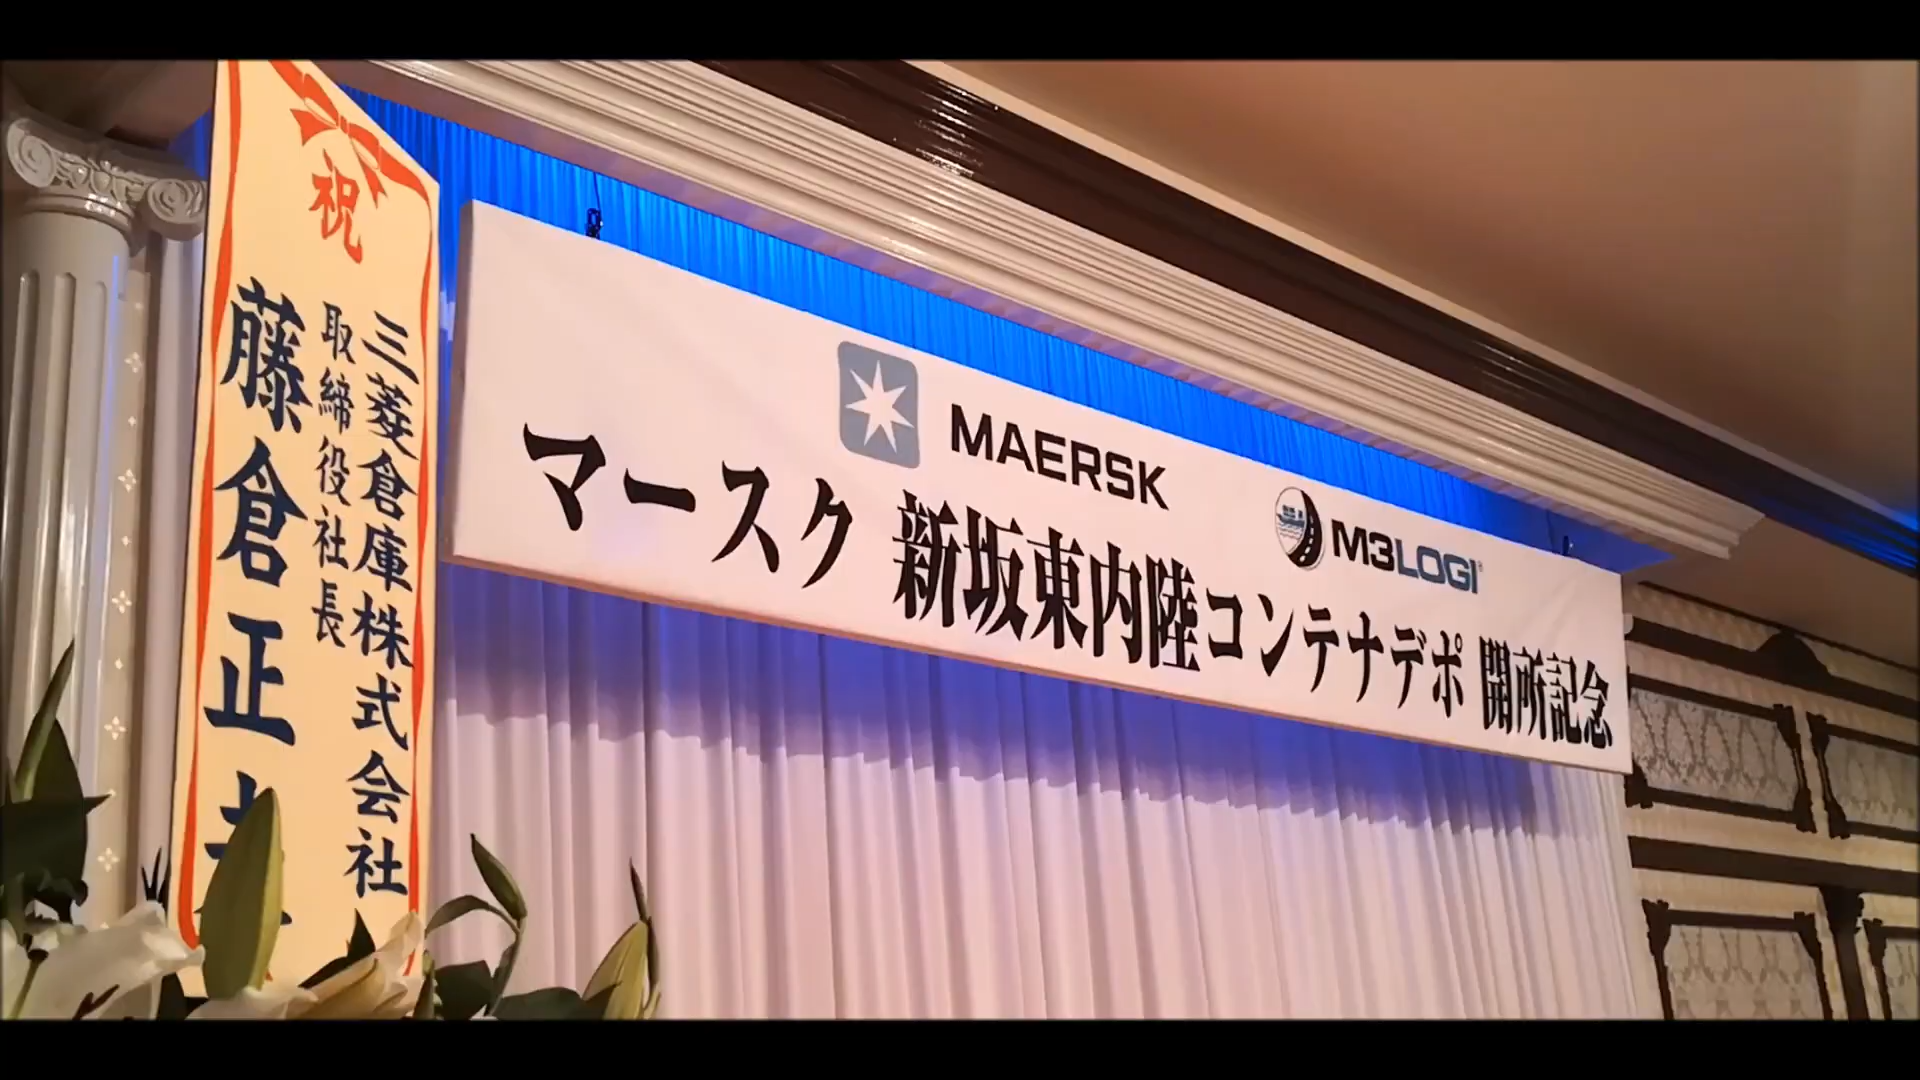 祝
三菱倉庫株式会社
取締役社長
藤倉正
MAERSK
M3LOGI
マースク 新坂東内陸コンテナデポ 開所記念